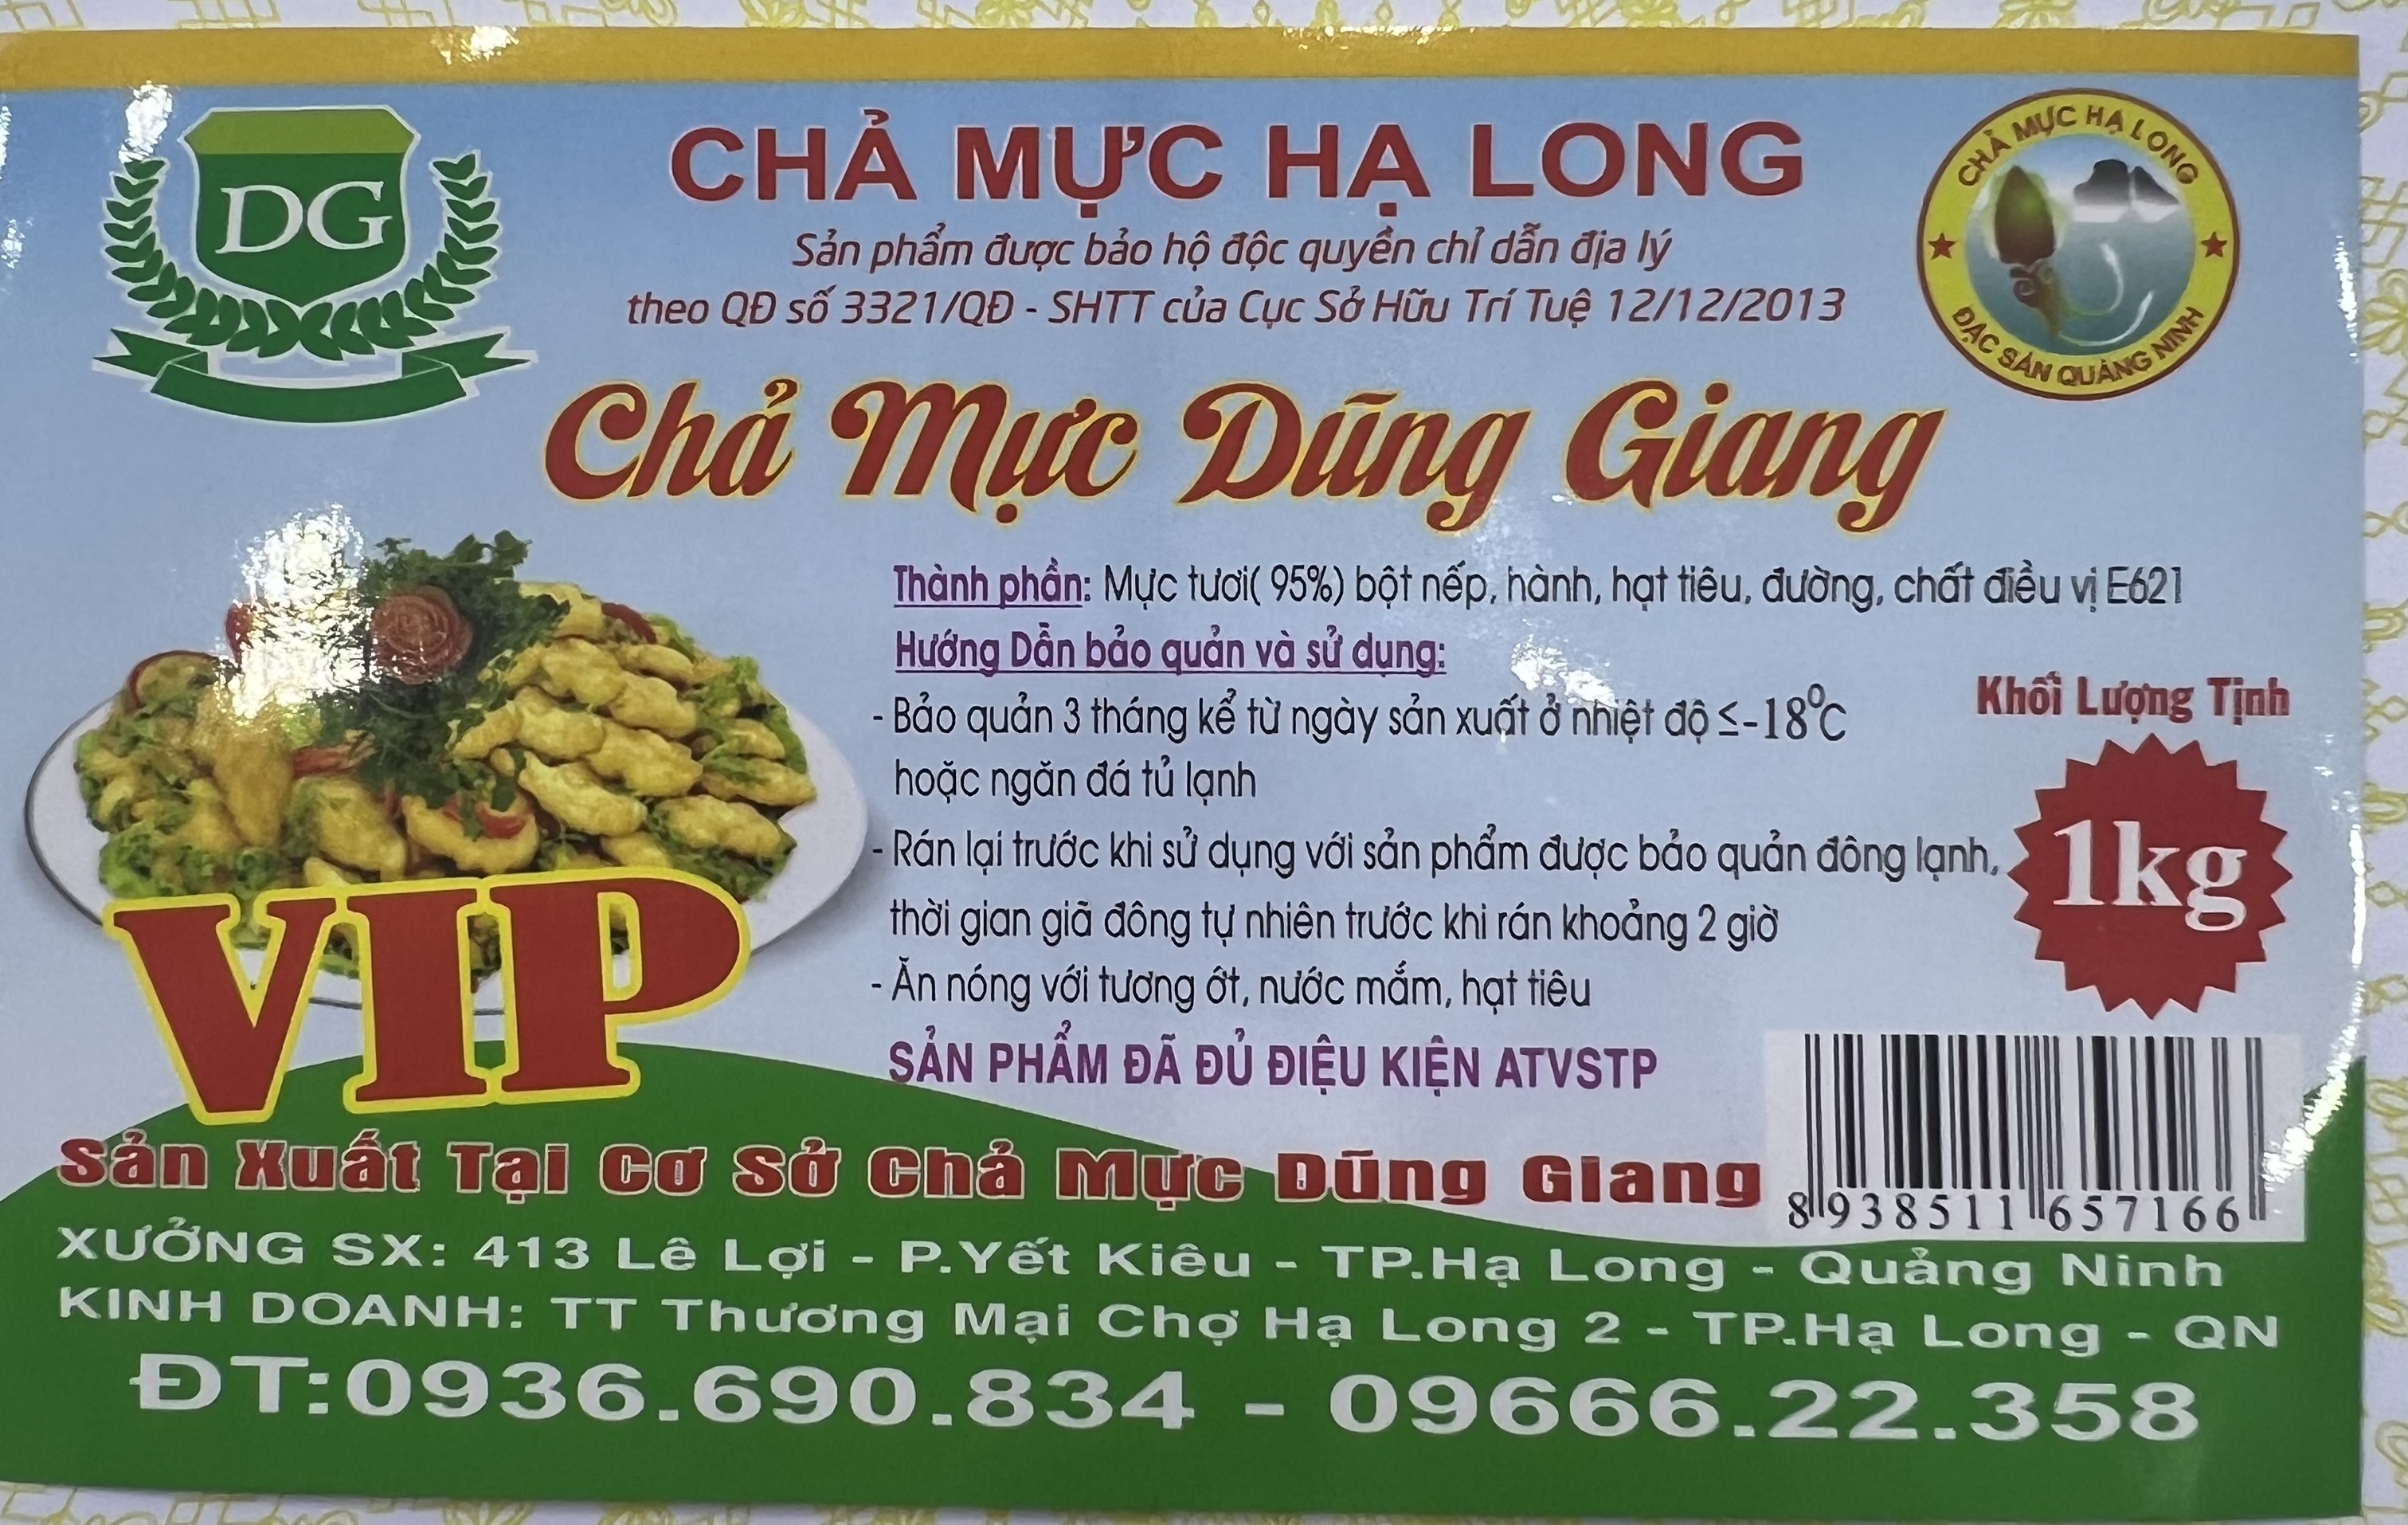 DG
CHẢ MỰC HẠ LONG
Sản phẩm được bảo hộ độc quyền chỉ dẫn địa lý
theo QĐ số 3321/QĐ - SHTT của Cục Sở Hữu Trí Tuệ 12/12/2013
CHẢ MỰC HẠ LONG
ĐẶC SẢN QUẢNG NINH
Chả Mực Dũng Giang
Thành phần: Mực tươi( 95%) bột nếp, hành, hạt tiêu, đường, chất điều vị E621
Hướng Dẫn bảo quản và sử dụng:
- Bảo quản 3 tháng kể từ ngày sản xuất ở nhiệt độ ≤-18⁰C
hoặc ngăn đá tủ lạnh
- Rán lại trước khi sử dụng với sản phẩm được bảo quản đông lạnh,
thời gian giã đông tự nhiên trước khi rán khoảng 2 giờ
- Ăn nóng với tương ớt, nước mắm, hạt tiêu
SẢN PHẨM ĐÃ ĐỦ ĐIỆU KIỆN ATVSTP
Khối Lượng Tịnh
1kg
VIP
Sản Xuất Tại Cơ Sở Chả Mực Dũng Giang
8 938511 657166
XƯỞNG SX: 413 Lê Lợi - P.Yết Kiêu - TP.Hạ Long - Quảng Ninh
KINH DOANH: TT Thương Mại Chợ Hạ Long 2 - TP.Hạ Long - QN
ĐT:0936.690.834 - 09666.22.358